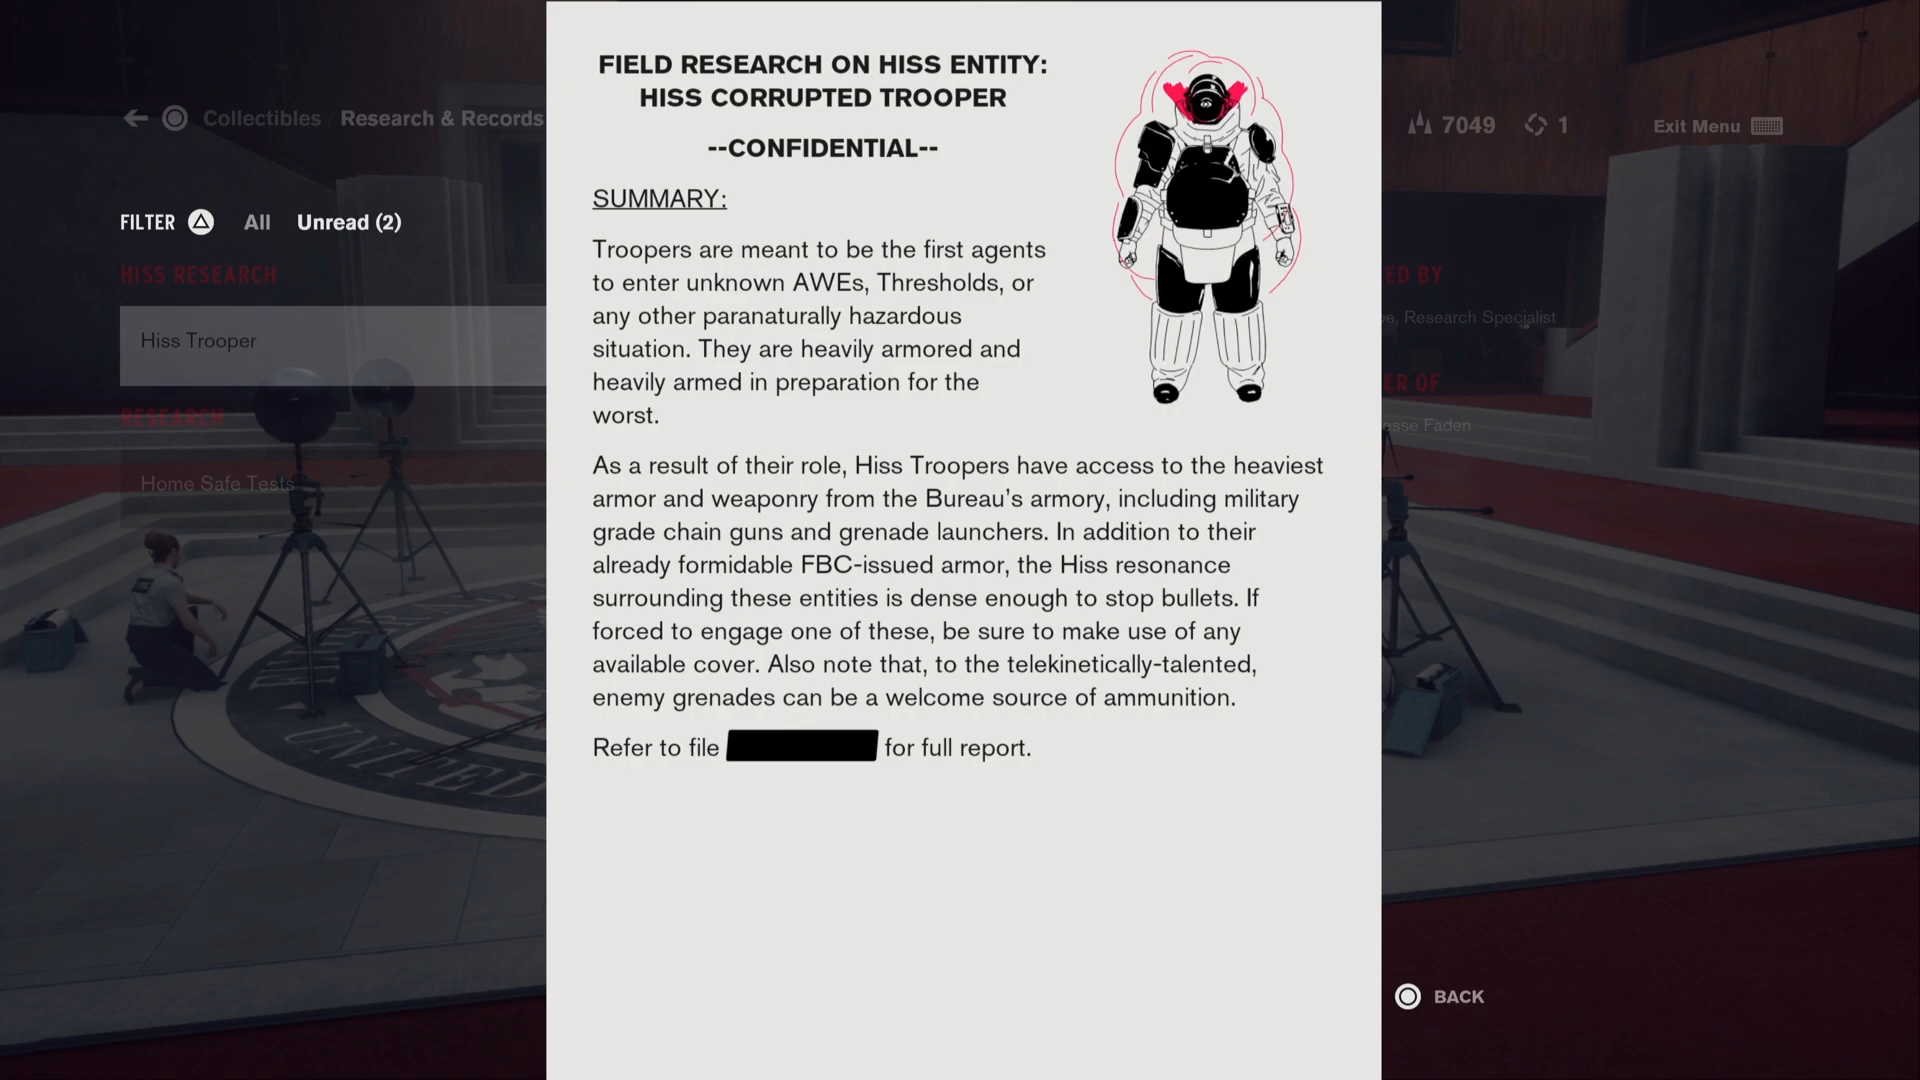 FIELD RESEARCH ON HISS ENTITY:
HISS CORRUPTED TROOPER
--CONFIDENTIAL--
SUMMARY:
Troopers are meant to be the first agents
to enter unknown AWEs, Thresholds, or
any other paranaturally hazardous
situation. They are heavily armored and
heavily armed in preparation for the
worst.
As a result of their role, Hiss Troopers have access to the heaviest
armor and weaponry from the Bureau's armory, including military
grade chain guns and grenade launchers. In addition to their
already formidable FBC-issued armor, the Hiss resonance
surrounding these entities is dense enough to stop bullets. If
forced to engage one of these, be sure to make use of any
available cover. Also note that, to the telekinetically-talented,
enemy grenades can be a welcome source of ammunition.
Refer to file for full report.
Collectibles / Research & Records
FILTER All Unread (2)
HISS RESEARCH
Hiss Trooper
RESEARCH
Home Safe Tests
7049 1 Exit Menu
BY
Research Specialist
OF
Faden
BACK
UNITED